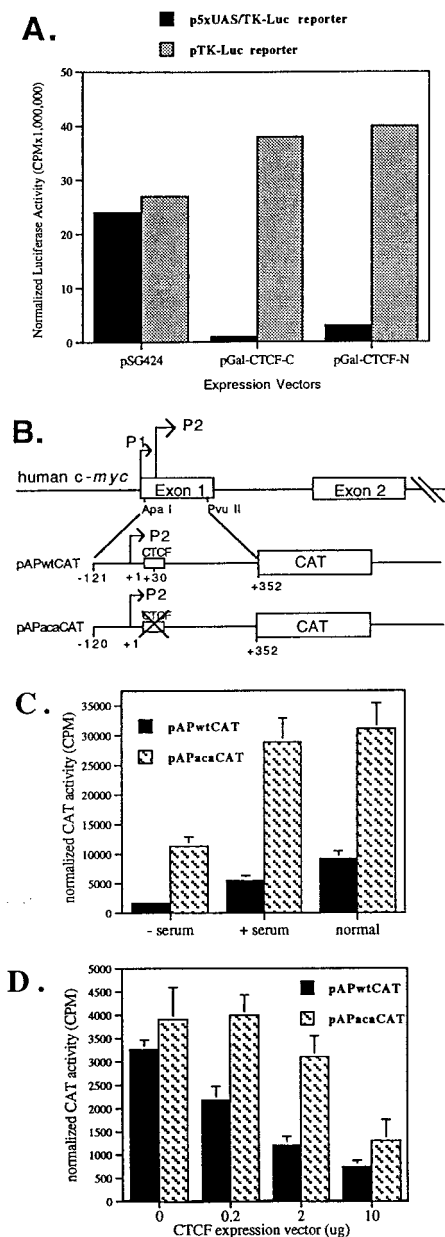 A.
p5xUAS/TK-Luc reporter
pTK-Luc reporter
Normalized Luciferase Activity (CPMx1,000,000)
50
40
30
20
10
0
pSG424
pGal-CTCF-C
pGal-CTCF-N
Expression Vectors
B.
P1
P2
human c-myc
Exon 1
Exon 2
Apa I
Pvu II
pAPwtCAT
P2
CTCF
CAT
-121
+1
+30
+352
pAPacaCAT
P2
CTCF
CAT
-120
+1
+352
C.
normalized CAT activity (CPM)
35000
30000
25000
20000
15000
10000
5000
0
pAPwtCAT
pAPacaCAT
- serum
+ serum
normal
D.
normalized CAT activity (CPM)
5000
4500
4000
3500
3000
2500
2000
1500
1000
500
0
pAPwtCAT
pAPacaCAT
0
0.2
2
10
CTCF expression vector (ug)